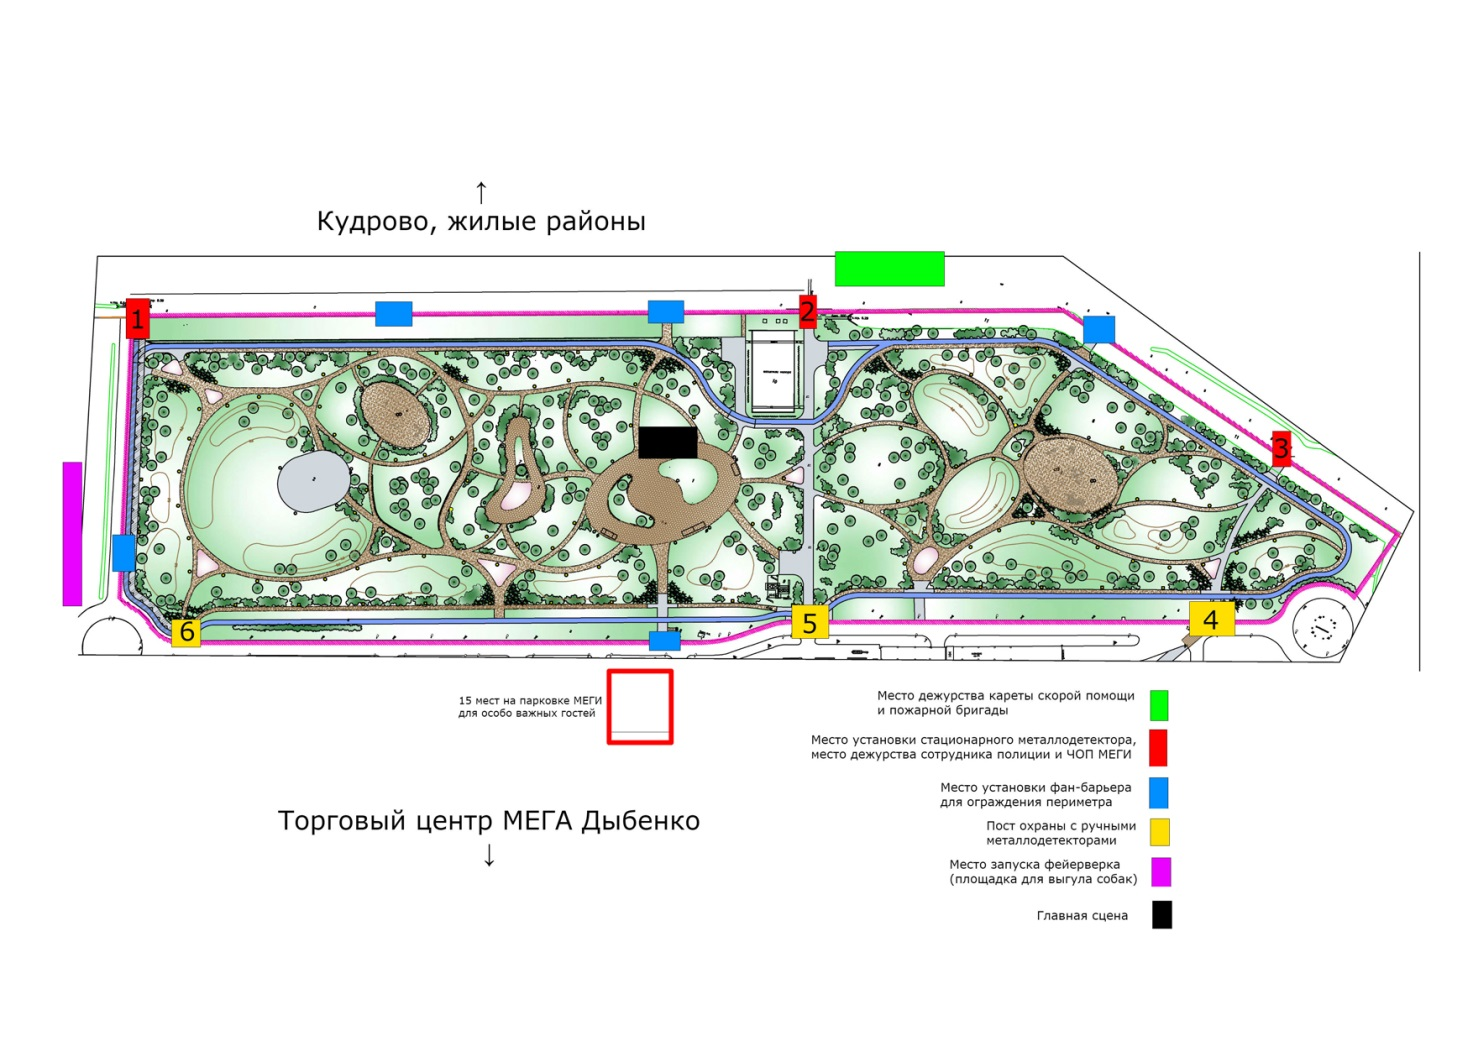 ↑
Кудрово, жилые районы
1
2
3
4
5
6
15 мест на парковке МЕГИ
для особо важных гостей
Место дежурства кареты скорой помощи
и пожарной бригады
Место установки стационарного металлодетектора,
место дежурства сотрудника полиции и ЧОП МЕГИ
Место установки фан-барьера
для ограждения периметра
Пост охраны с ручными
металлодетекторами
Место запуска фейерверка
(площадка для выгула собак)
Главная сцена
Торговый центр МЕГА Дыбенко
↓